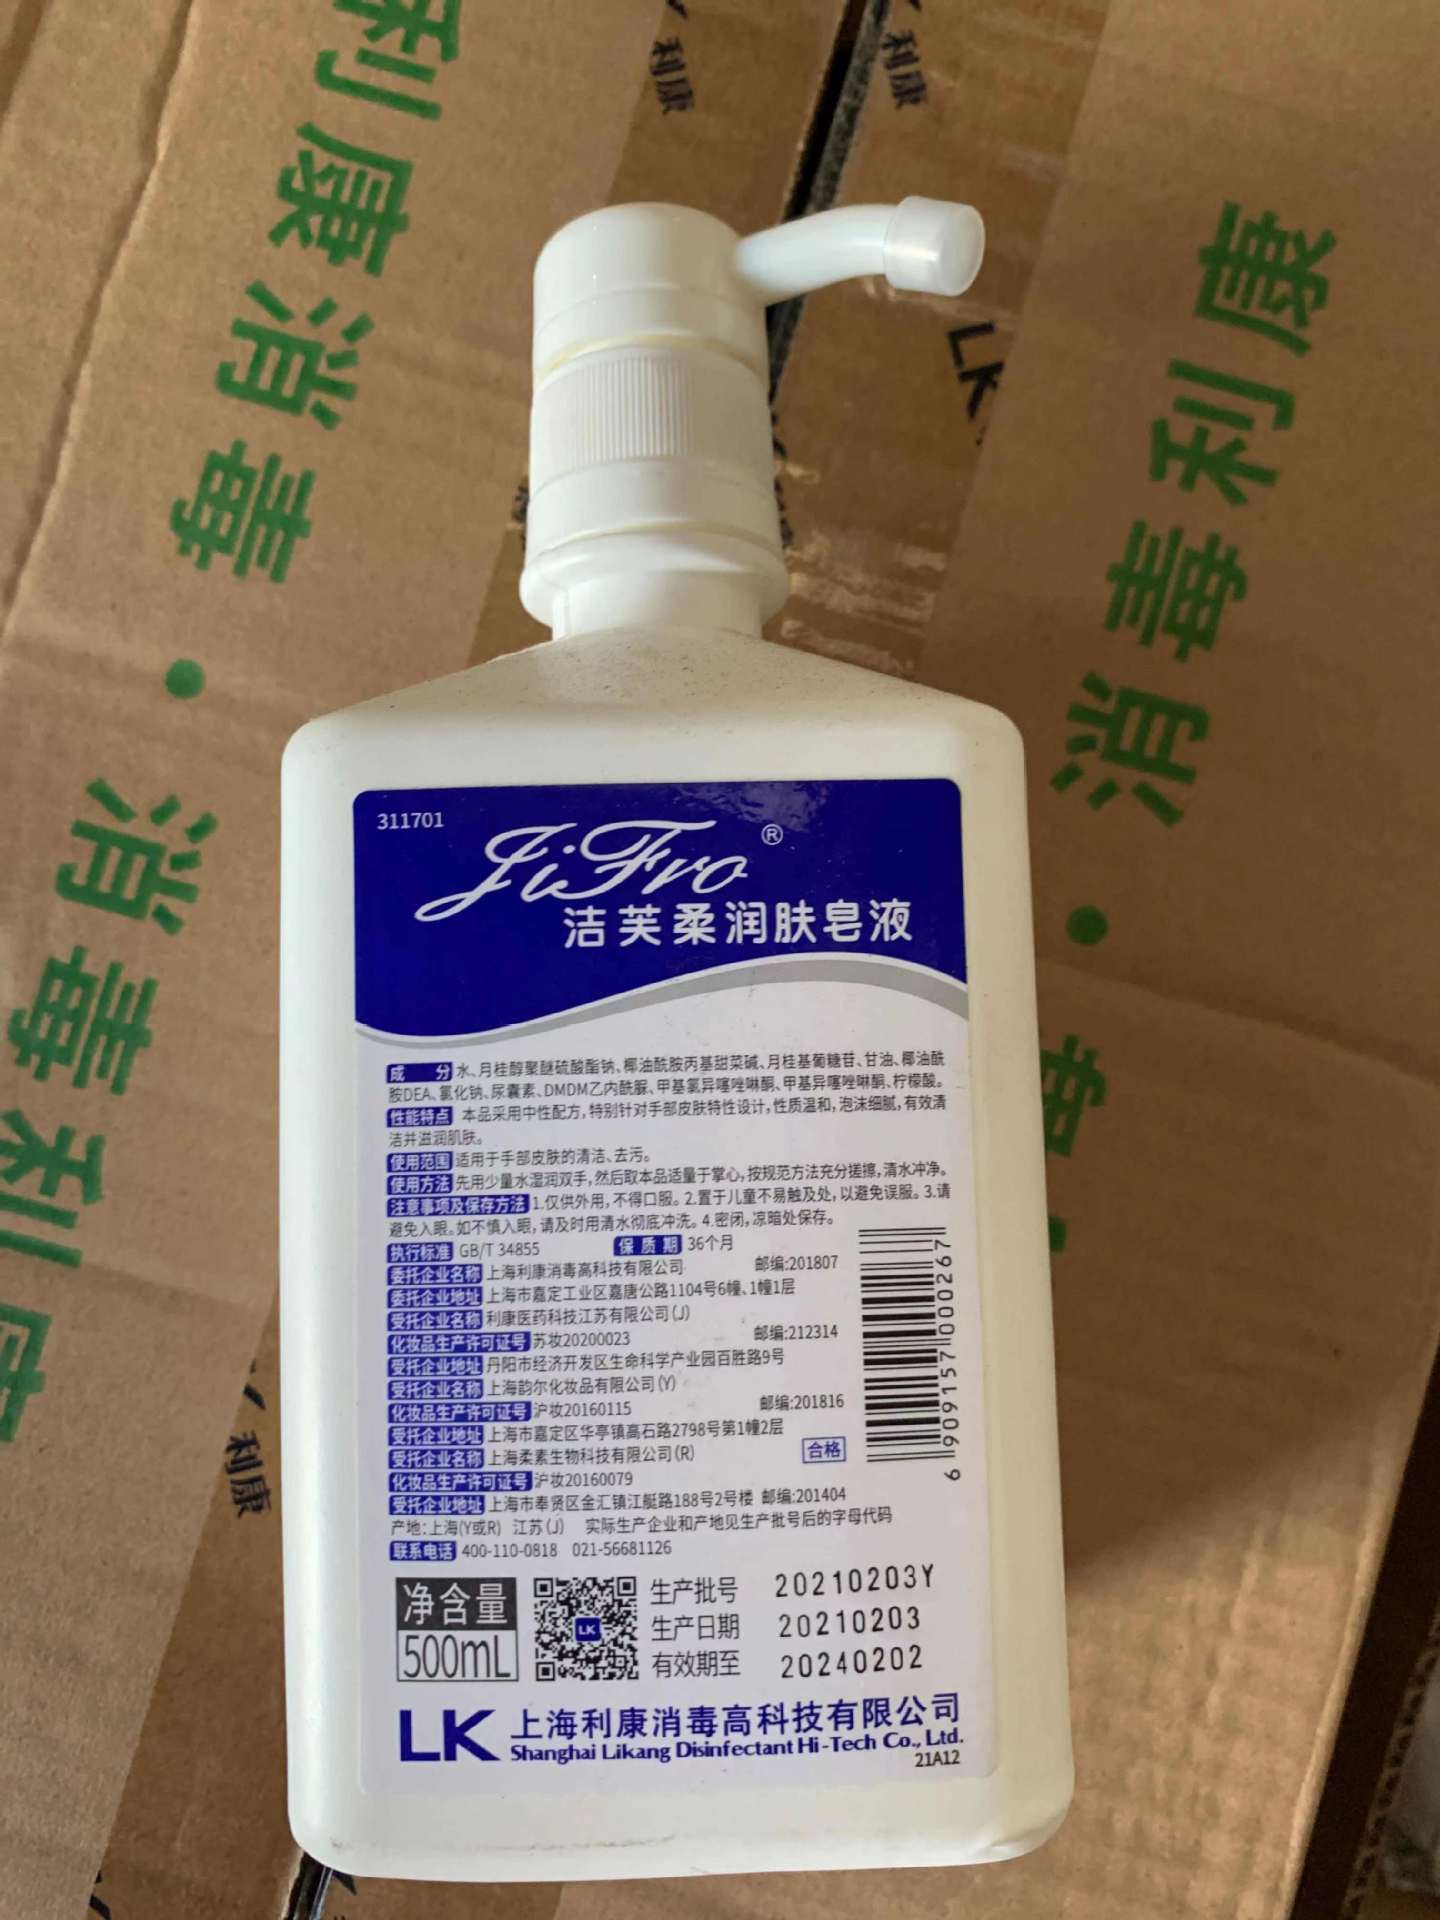 利康消毒·消毒利康
利康
利康
康利毒消·消毒
LK
311701
JiFro®
洁芙柔润肤皂液
成分 水、月桂醇聚醚硫酸酯钠、椰油酰胺丙基甜菜碱、月桂基葡糖苷、甘油、椰油酰
胺DEA、氯化钠、尿囊素、DMDM乙内酰脲、甲基氯异噻唑啉酮、甲基异噻唑啉酮、柠檬酸。
性能特点 本品采用中性配方，特别针对手部皮肤特性设计，性质温和，泡沫细腻，有效清
洁并滋润肌肤。
使用范围 适用于手部皮肤的清洁、去污。
使用方法 先用少量水湿润双手，然后取本品适量于掌心，按规范方法充分搓擦，清水冲净。
注意事项及保存方法 1.仅供外用，不得口服。2.置于儿童不易触及处，以避免误服。3.请
避免入眼。如不慎入眼，请及时用清水彻底冲洗。4.密闭，凉暗处保存。
执行标准 GB/T 34855 保质期 36个月
委托企业名称 上海利康消毒高科技有限公司 邮编:201807
委托企业地址 上海市嘉定工业区嘉唐公路1104号6幢、1幢1层
受托企业名称 利康医药科技江苏有限公司(J)
化妆品生产许可证号 苏妆20200023 邮编:212314
受托企业地址 丹阳市经济开发区生命科学产业园百胜路9号
受托企业名称 上海韵尔化妆品有限公司(Y)
化妆品生产许可证号 沪妆20160115 邮编:201816
受托企业地址 上海市嘉定区华亭镇高石路2798号第1幢2层
受托企业名称 上海柔素生物科技有限公司(R) 合格
化妆品生产许可证号 沪妆20160079
受托企业地址 上海市奉贤区金汇镇江艇路188号2号楼 邮编:201404
产地:上海(Y或R) 江苏(J) 实际生产企业和产地见生产批号后的字母代码
联系电话 400-110-0818 021-56681126
6909157000267
净含量
500mL
LK
生产批号 20210203Y
生产日期 20210203
有效期至 20240202
LK 上海利康消毒高科技有限公司
Shanghai Likang Disinfectant Hi-Tech Co., Ltd.
21A12
利康